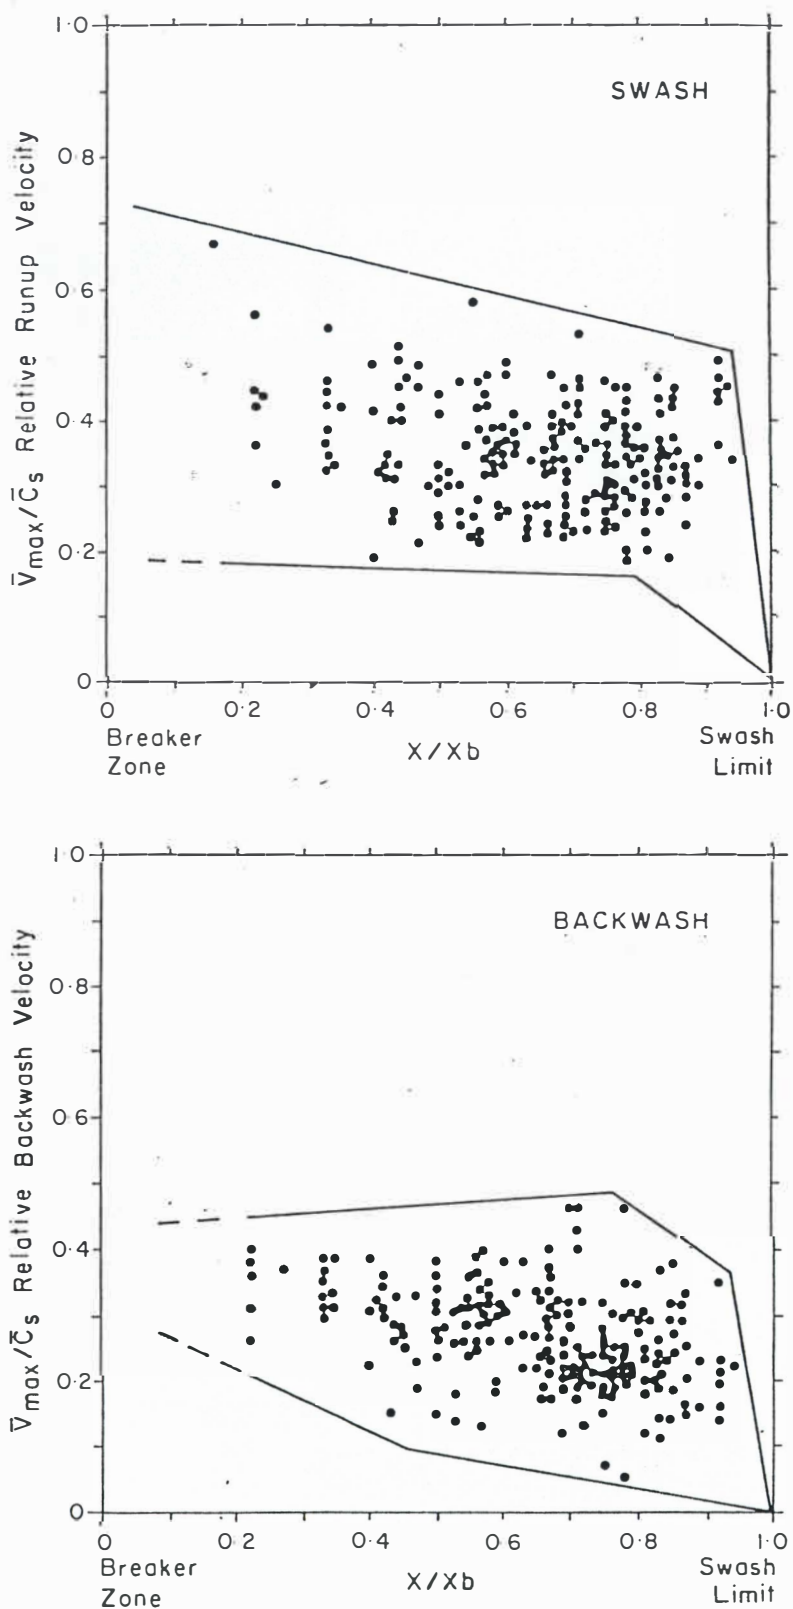 SWASH
V̄max/C̄s Relative Runup Velocity
1·0
0·8
0·6
0·4
0·2
0
0 0·2 0·4 0·6 0·8 1·0
Breaker Zone
X/Xb
Swash Limit
BACKWASH
V̄max/C̄s Relative Backwash Velocity
1·0
0·8
0·6
0·4
0·2
0
0 0·2 0·4 0·6 0·8 1·0
Breaker Zone
X/Xb
Swash Limit